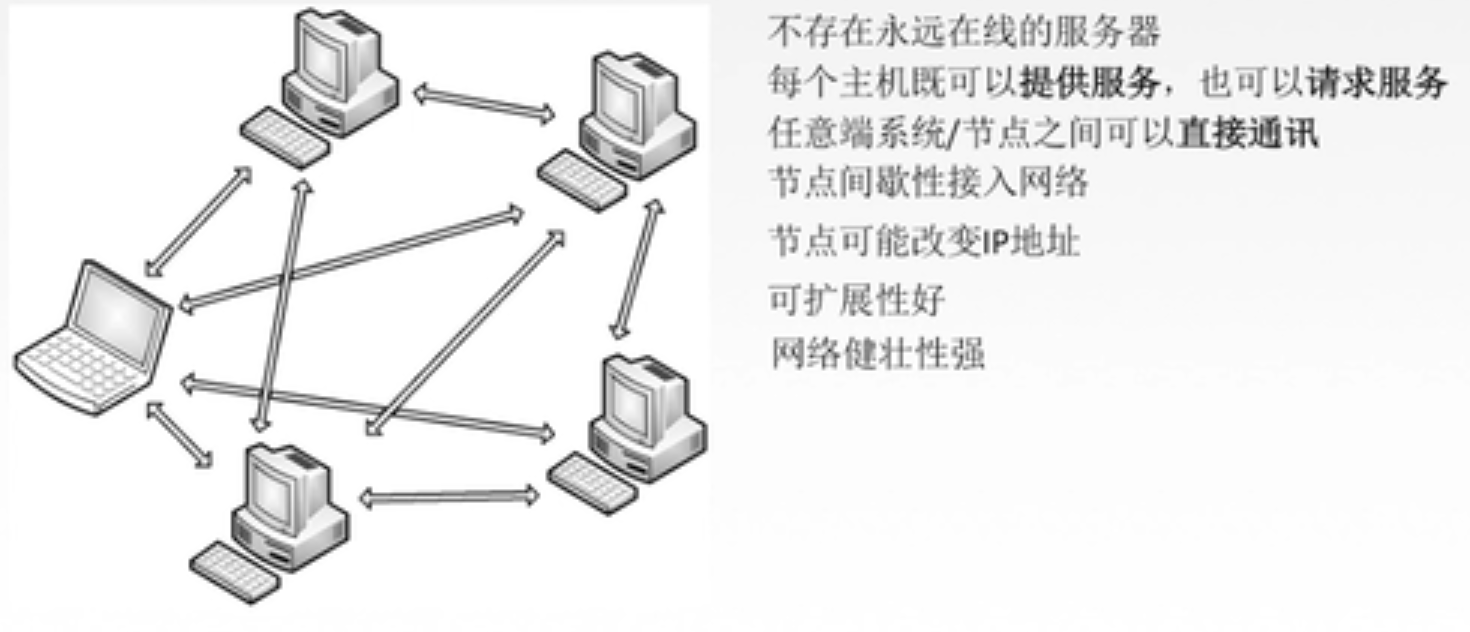 不存在永远在线的服务器
每个主机既可以提供服务，也可以请求服务
任意端系统/节点之间可以直接通讯
节点间歇性接入网络
节点可能改变IP地址
可扩展性好
网络健壮性强